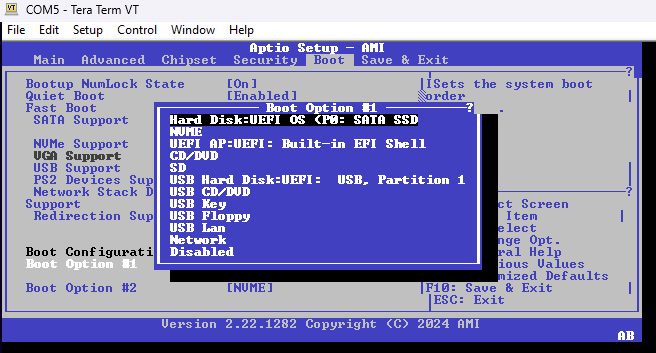 COM5 - Tera Term VT
File Edit Setup Control Window Help
Aptio Setup - AMI
Main Advanced Chipset Security Boot Save & Exit
Bootup NumLock State [On] Sets the system boot
Quiet Boot [Enabled] order
Fast Boot
SATA Support
NVMe Support
VGA Support
USB Support
PS2 Devices Sup
Network Stack D
Support
Redirection Sup
Boot Configurati
Boot Option #1
Boot Option #2 [NVME]
Boot Option #1
Hard Disk:UEFI OS (P0: SATA SSD
NVME
UEFI AP:UEFI: Built-in EFI Shell
CD/DVD
SD
USB Hard Disk:UEFI: USB, Partition 1
USB CD/DVD
USB Key
USB Floppy
USB Lan
Network
Disabled
ct Screen
Item
elect
nge Opt.
ral Help
ious Values
mized Defaults
F10: Save & Exit
ESC: Exit
Version 2.22.1282 Copyright (C) 2024 AMI
AB